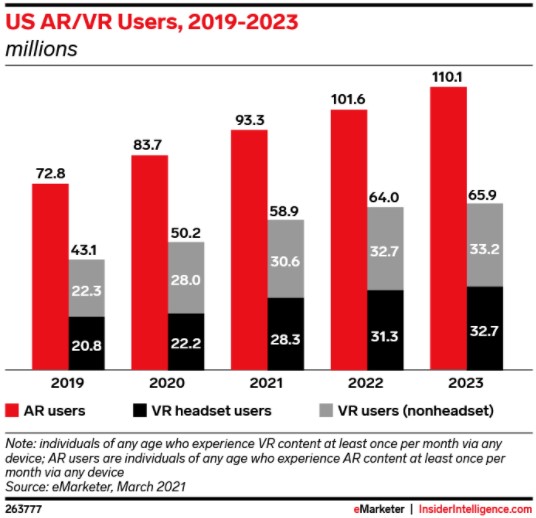 US AR/VR Users, 2019-2023
millions
110.1
101.6
93.3
83.7
72.8
65.9
64.0
58.9
50.2
43.1
33.2
32.7
30.6
28.0
22.3
32.7
31.3
28.3
22.2
20.8
2019 2020 2021 2022 2023
AR users VR headset users VR users (nonheadset)
Note: individuals of any age who experience VR content at least once per month via any
device; AR users are individuals of any age who experience AR content at least once per
month via any device
Source: eMarketer, March 2021
263777 eMarketer | InsiderIntelligence.com